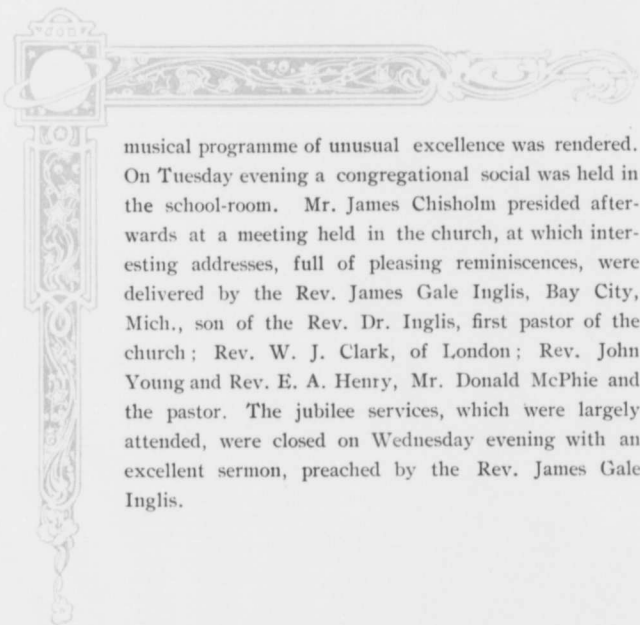 musical programme of unusual excellence was rendered.
On Tuesday evening a congregational social was held in
the school-room. Mr. James Chisholm presided after-
wards at a meeting held in the church, at which inter-
esting addresses, full of pleasing reminiscences, were
delivered by the Rev. James Gale Inglis, Bay City,
Mich., son of the Rev. Dr. Inglis, first pastor of the
church ; Rev. W. J. Clark, of London ; Rev. John
Young and Rev. E. A. Henry, Mr. Donald McPhie and
the pastor. The jubilee services, which were largely
attended, were closed on Wednesday evening with an
excellent sermon, preached by the Rev. James Gale
Inglis.